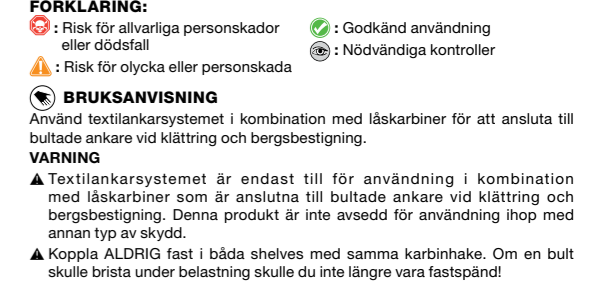 FÖRKLARING:
: Risk för allvarliga personskador
eller dödsfall
: Risk för olycka eller personskada
: Godkänd användning
: Nödvändiga kontroller
BRUKSANVISNING
Använd textilankarsystemet i kombination med låskarbiner för att ansluta till
bultade ankare vid klättring och bergsbestigning.
VARNING
Textilankarsystemet är endast till för användning i kombination
med låskarbiner som är anslutna till bultade ankare vid klättring och
bergsbestigning. Denna produkt är inte avsedd för användning ihop med
annan typ av skydd.
Koppla ALDRIG fast i båda shelves med samma karbinhake. Om en bult
skulle brista under belastning skulle du inte längre vara fastspänd!